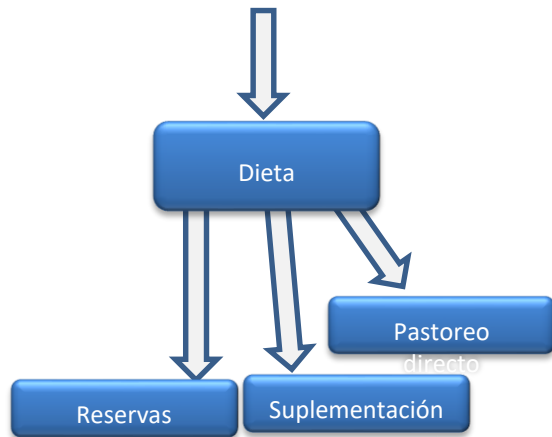 Dieta
Pastoreo
directo
Reservas
Suplementación